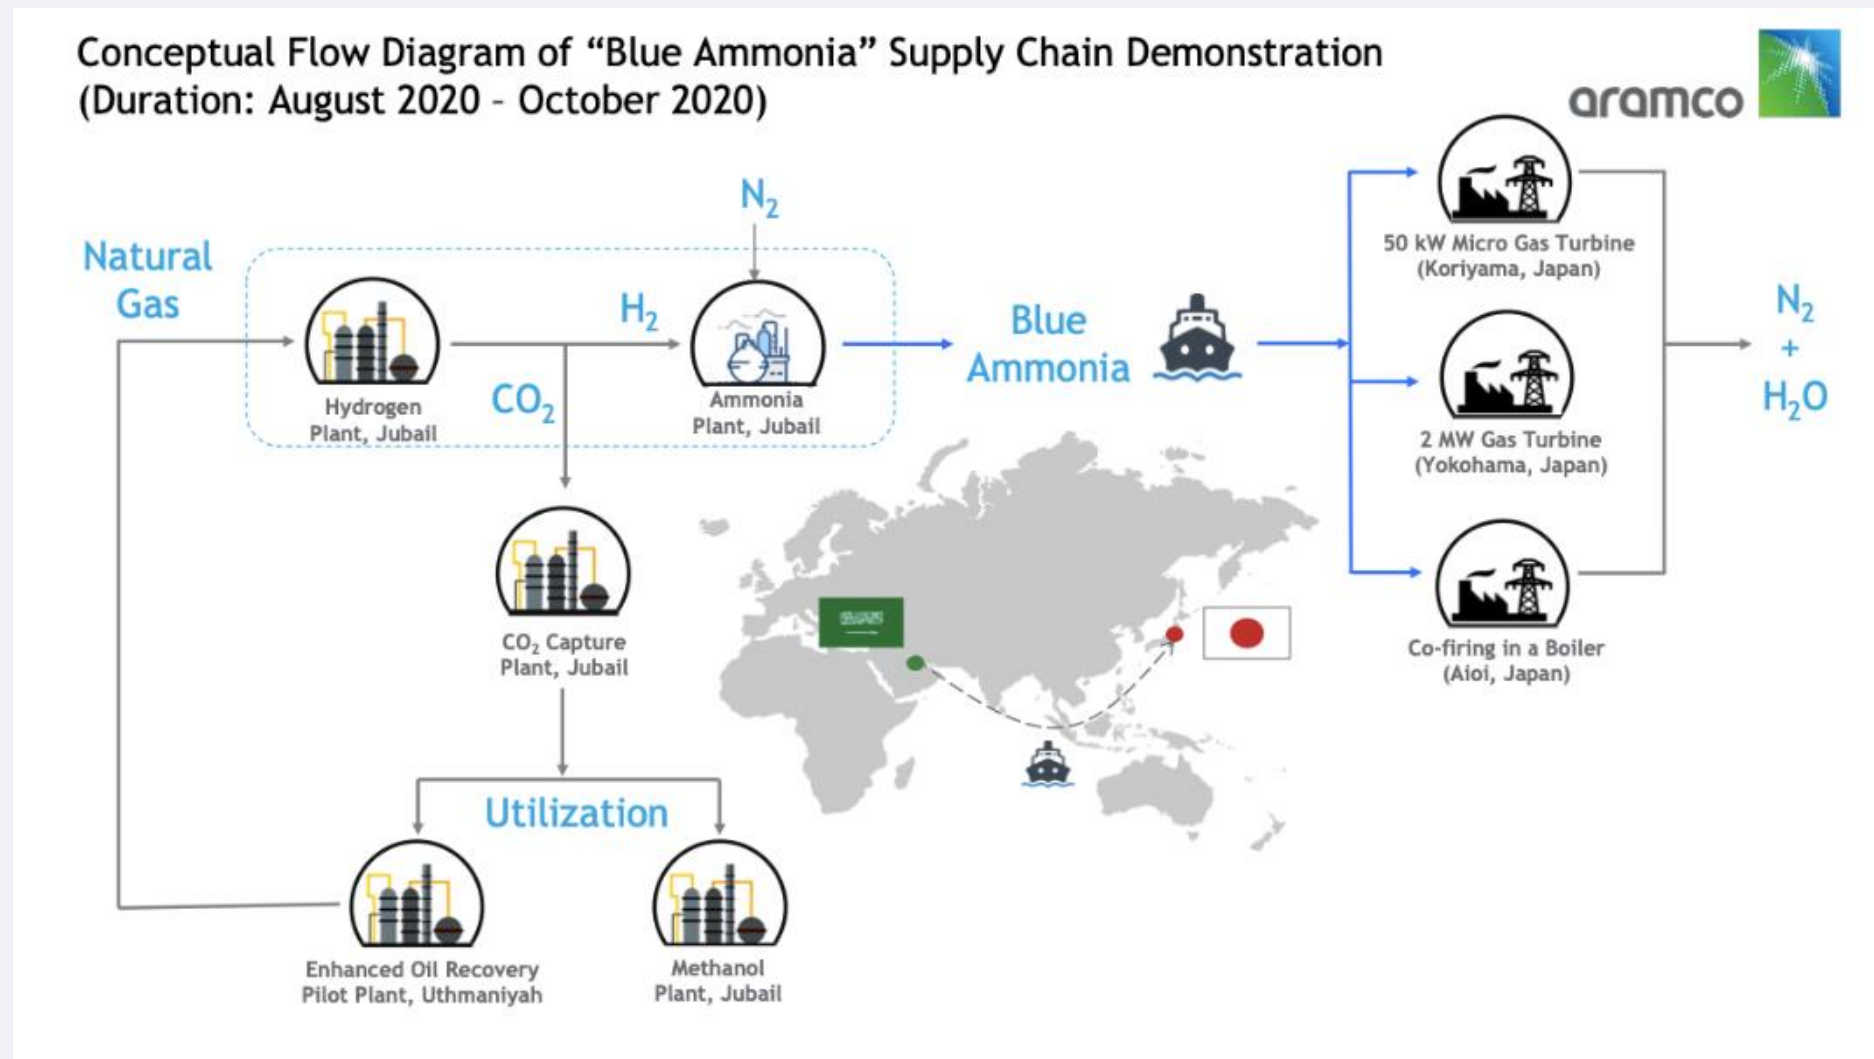 Conceptual Flow Diagram of “Blue Ammonia” Supply Chain Demonstration
(Duration: August 2020 – October 2020)
aramco
Natural
Gas
N₂
H₂
CO₂
Hydrogen
Plant, Jubail
Ammonia
Plant, Jubail
Blue
Ammonia
50 kW Micro Gas Turbine
(Koriyama, Japan)
2 MW Gas Turbine
(Yokohama, Japan)
Co-firing in a Boiler
(Aioi, Japan)
N₂
+
H₂O
CO₂ Capture
Plant, Jubail
Utilization
Enhanced Oil Recovery
Pilot Plant, Uthmaniyah
Methanol
Plant, Jubail